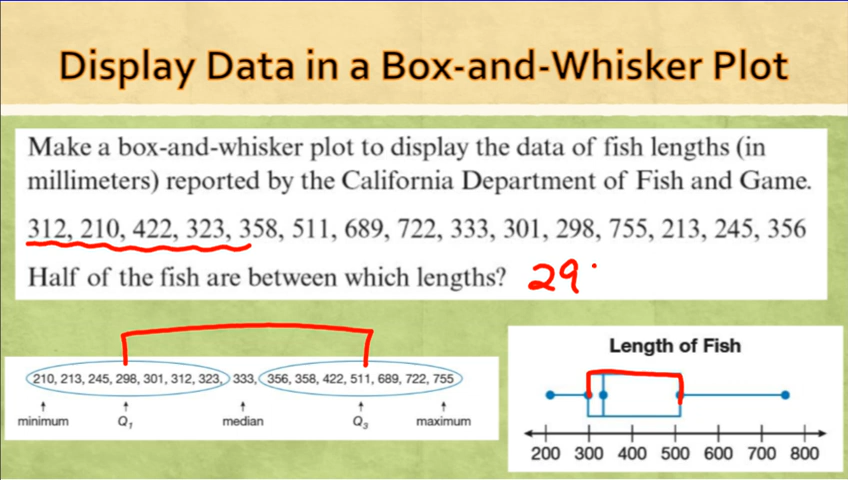 Display Data in a Box-and-Whisker Plot
Make a box-and-whisker plot to display the data of fish lengths (in
millimeters) reported by the California Department of Fish and Game.
312, 210, 422, 323, 358, 511, 689, 722, 333, 301, 298, 755, 213, 245, 356
Half of the fish are between which lengths? 29
210, 213, 245, 298, 301, 312, 323, 333, 356, 358, 422, 511, 689, 722, 755
minimum Q1 median Q3 maximum
Length of Fish
200 300 400 500 600 700 800